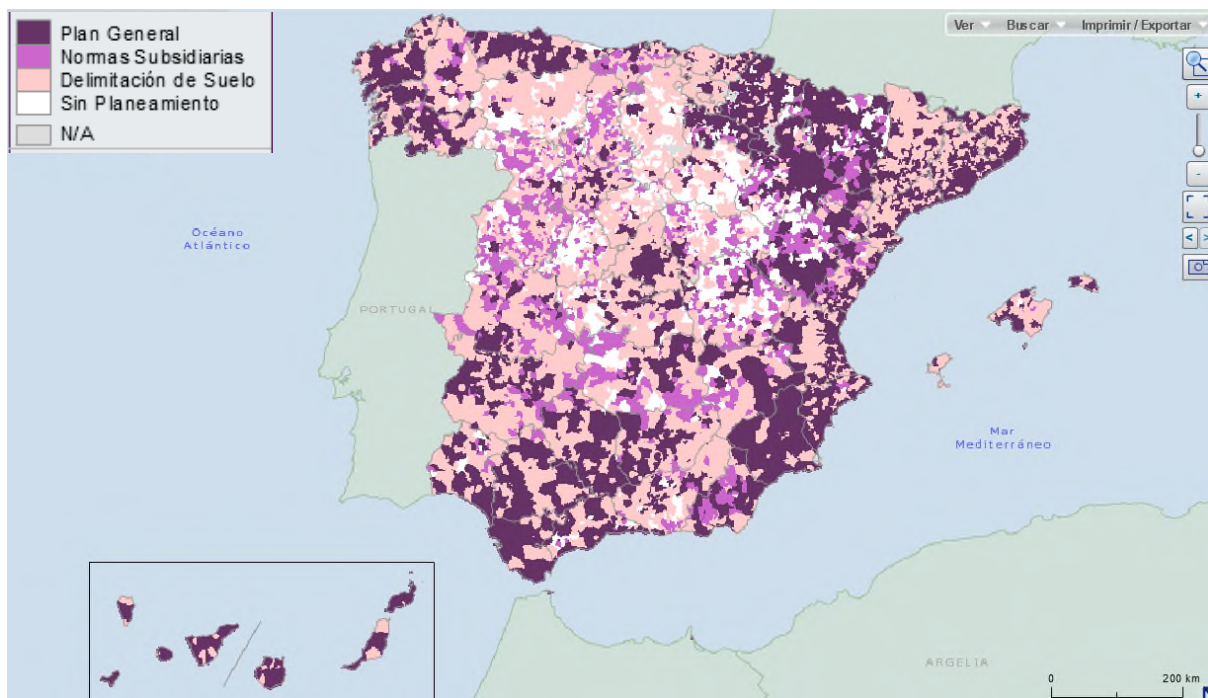 Plan General
Normas Subsidiarias
Delimitación de Suelo
Sin Planeamiento
N/A
Ver
Buscar
Imprimir / Exportar
+
-
< >
Océano
Atlántico
PORTUGAL
Mar
Mediterráneo
ARGELIA
0
200 km
N